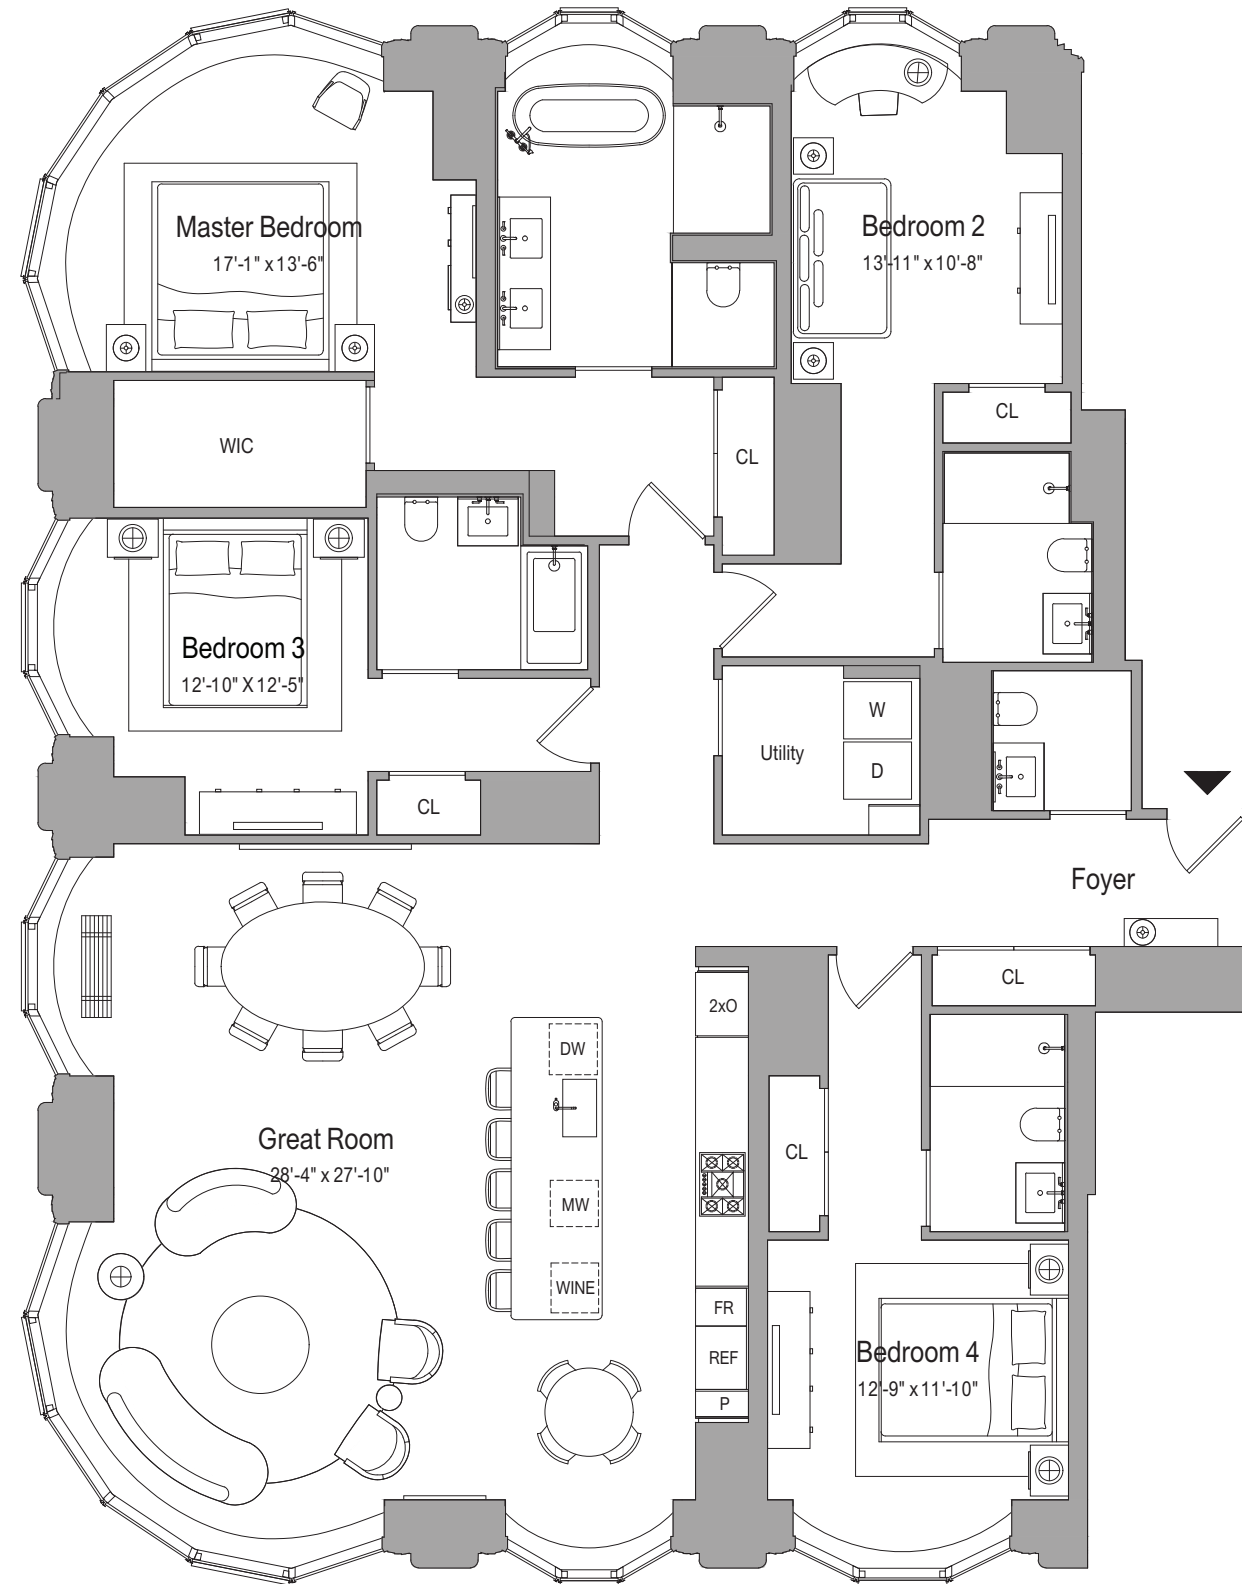 Master Bedroom
17'-1" x 13'-6"
Bedroom 2
13'-11" x 10'-8"
CL
WIC
CL
Bedroom 3
12'-10" X 12'-5"
W
Utility
D
CL
Foyer
CL
2xO
DW
Great Room
28'-4" x 27'-10"
CL
MW
WINE
FR
REF
P
Bedroom 4
12'-9" x 11'-10"